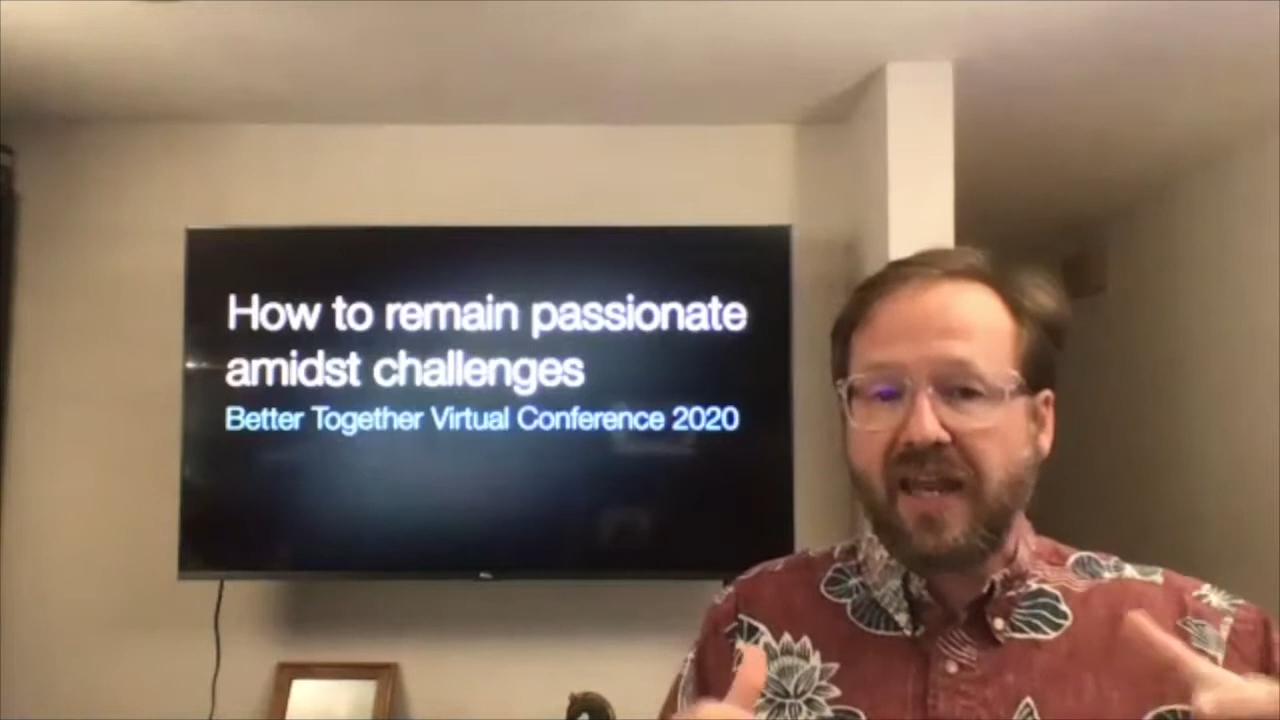 How to remain passionate
amidst challenges
Better Together Virtual Conference 2020